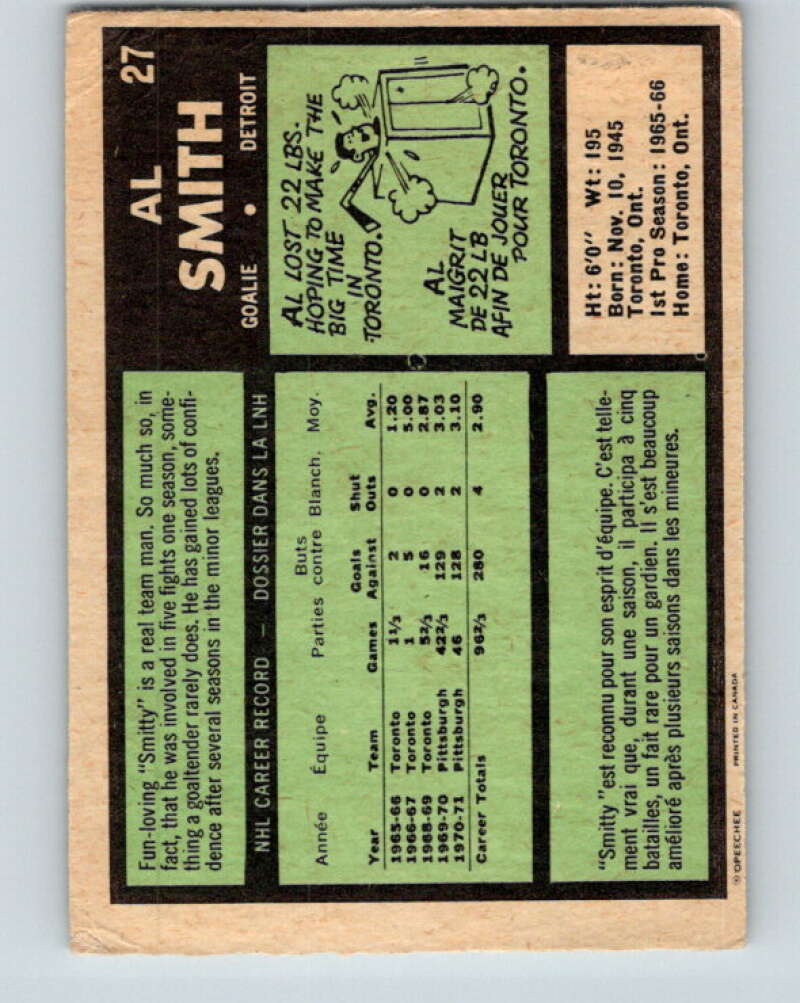 27
AL
SMITH
GOALIE • DETROIT
Fun-loving "Smitty" is a real team man. So much so, in
fact, that he was involved in five fights one season, some-
thing a goaltender rarely does. He has gained lots of confi-
dence after several seasons in the minor leagues.
NHL CAREER RECORD — DOSSIER DANS LA LNH
Année Équipe Parties Buts contre Blanch. Moy.
Year Team Games Goals Against Shut Outs Avg.
1965-66 Toronto 1⅓ 2 0 1.20
1966-67 Toronto 1 5 0 5.00
1968-69 Toronto 5⅔ 16 0 2.87
1969-70 Pittsburgh 42⅔ 129 2 3.03
1970-71 Pittsburgh 46 128 2 3.10
Career Totals 96⅔ 280 4 2.90
"Smitty "est reconnu pour son esprit d'équipe. C'est telle-
ment vrai que, durant une saison, il participa à cinq
batailles, un fait rare pour un gardien. Il s'est beaucoup
amélioré après plusieurs saisons dans les mineures.
AL LOST 22 LBS.
HOPING TO MAKE THE
BIG TIME
IN
TORONTO.
AL
MAIGRIT
DE 22 LB
AFIN DE JOUER
POUR TORONTO.
Ht: 6'0" Wt: 195
Born: Nov. 10, 1945
Toronto, Ont.
1st Pro Season: 1965-66
Home: Toronto, Ont.
© OPEECHEE PRINTED IN CANADA